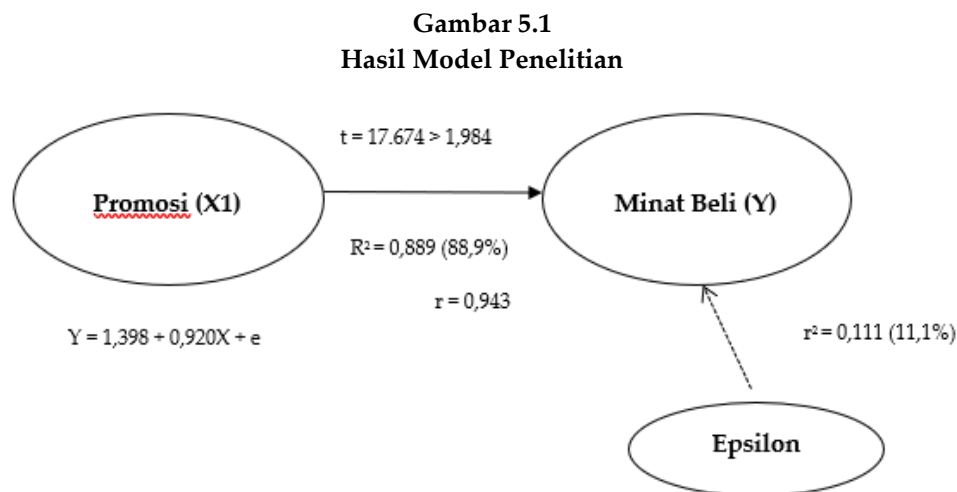 Gambar 5.1
Hasil Model Penelitian
t = 17.674 > 1,984
Promosi (X1)
Minat Beli (Y)
R² = 0,889 (88,9%)
r = 0,943
Y = 1,398 + 0,920X + e
r² = 0,111 (11,1%)
Epsilon